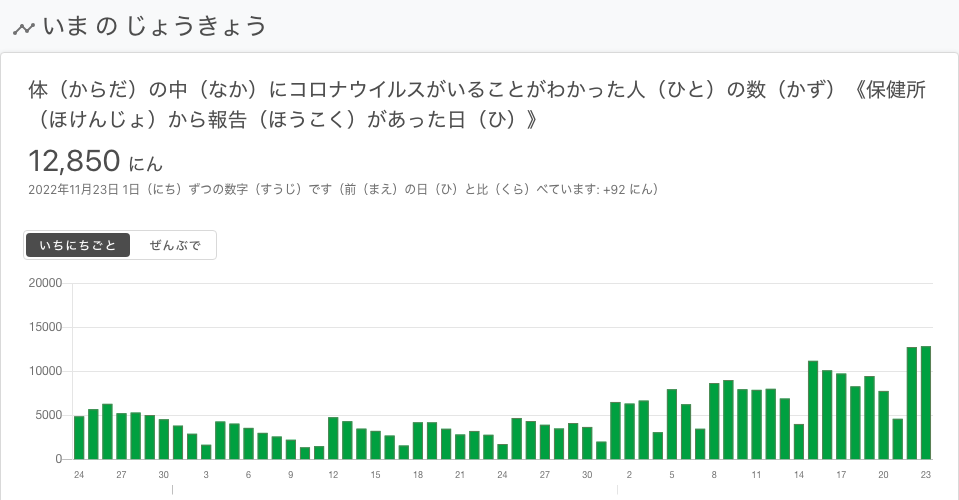 いま の じょうきょう
体（からだ）の中（なか）にコロナウイルスがいることがわかった人（ひと）の数（かず）《保健所
（ほけんじょ）から報告（ほうこく）があった日（ひ）》
12,850 にん
2022年11月23日 1日（にち）ずつの数字（すうじ）です（前（まえ）の日（ひ）と比（くら）べています: +92 にん）
いちにちごと ぜんぶで
20000
15000
10000
5000
0
24 27 30 3 6 9 12 15 18 21 24 27 30 2 5 8 11 14 17 20 23